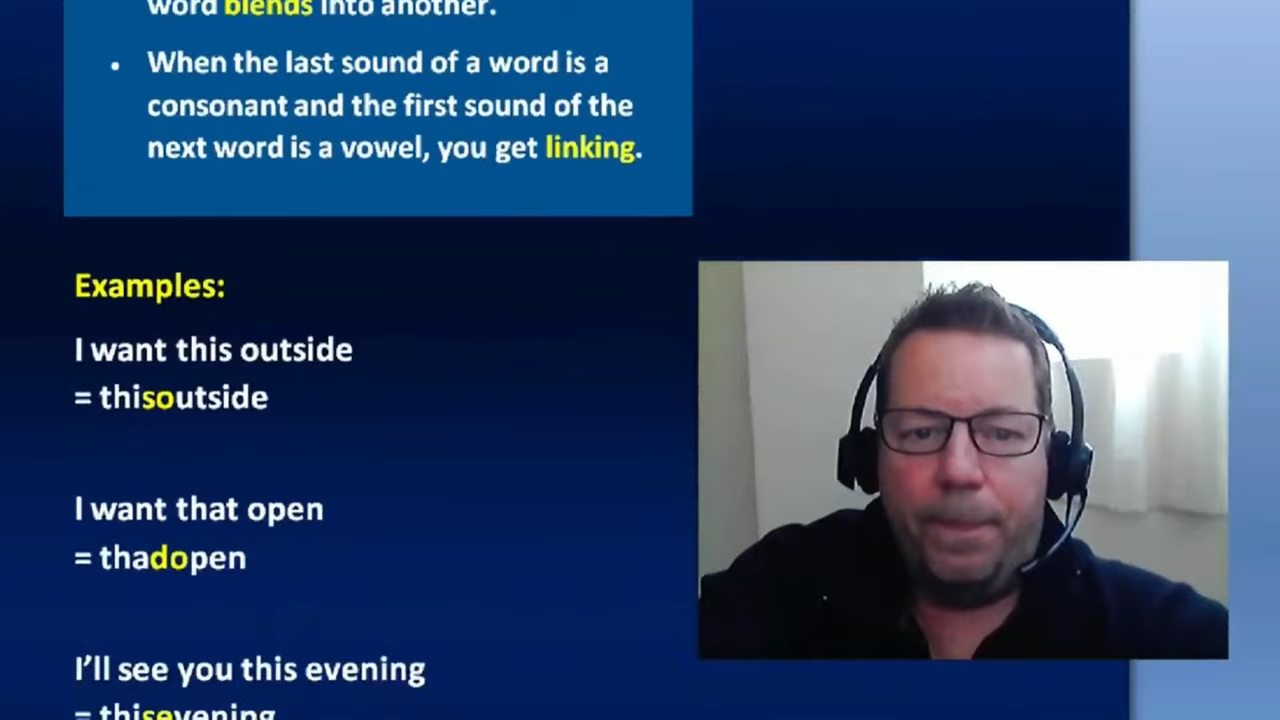 word blends into another.
• When the last sound of a word is a
consonant and the first sound of the
next word is a vowel, you get linking.
Examples:
I want this outside
= thisoutside
I want that open
= thadopen
I'll see you this evening
= thisevening